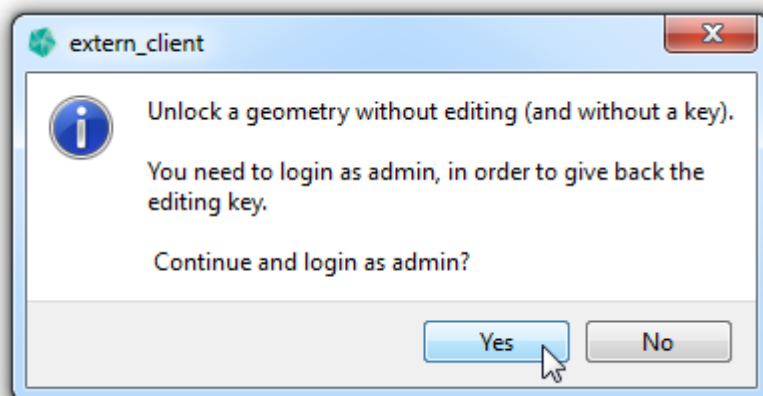 extern_client
Unlock a geometry without editing (and without a key).
You need to login as admin, in order to give back the
editing key.
Continue and login as admin?
Yes
No